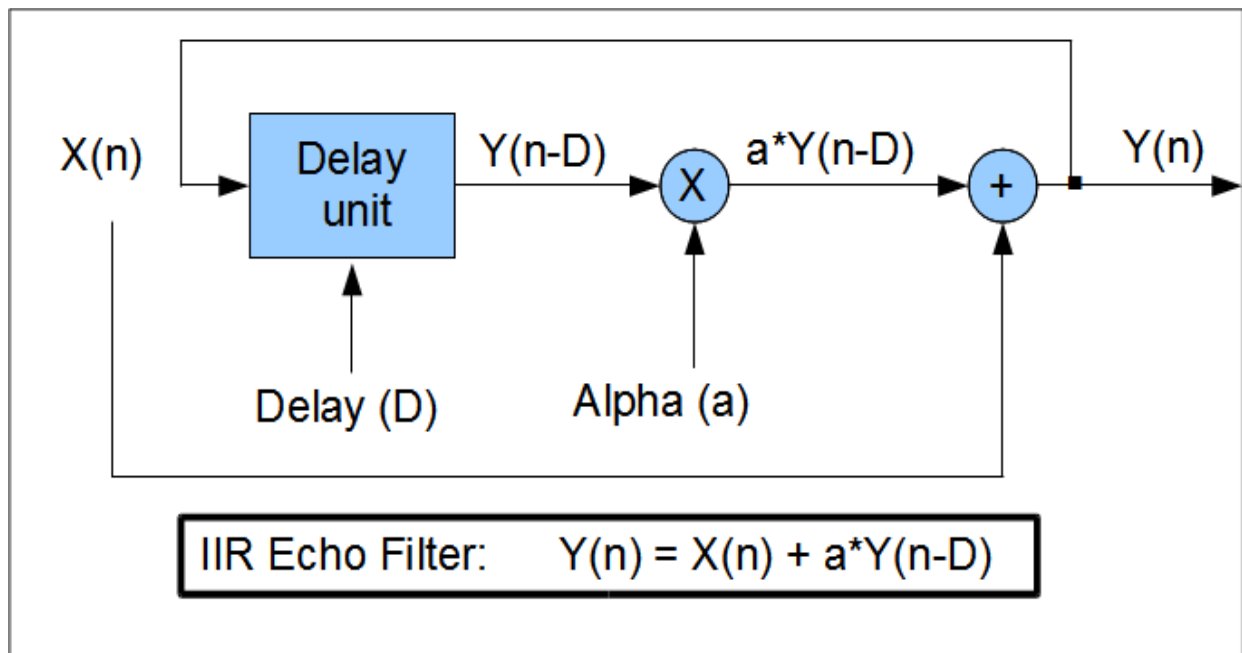 X(n)
Delay
unit
Y(n-D)
X
a*Y(n-D)
+
Y(n)
Delay (D)
Alpha (a)
IIR Echo Filter: Y(n) = X(n) + a*Y(n-D)